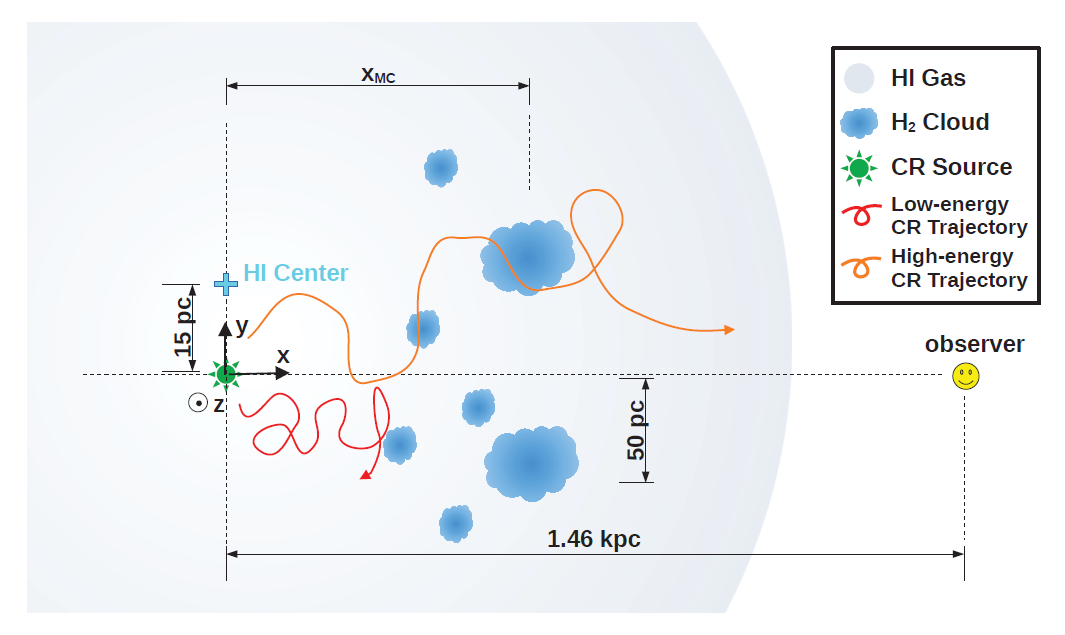 xMC
HI Gas
H2 Cloud
CR Source
Low-energy
CR Trajectory
High-energy
CR Trajectory
HI Center
15 pc
y
x
z
observer
50 pc
1.46 kpc